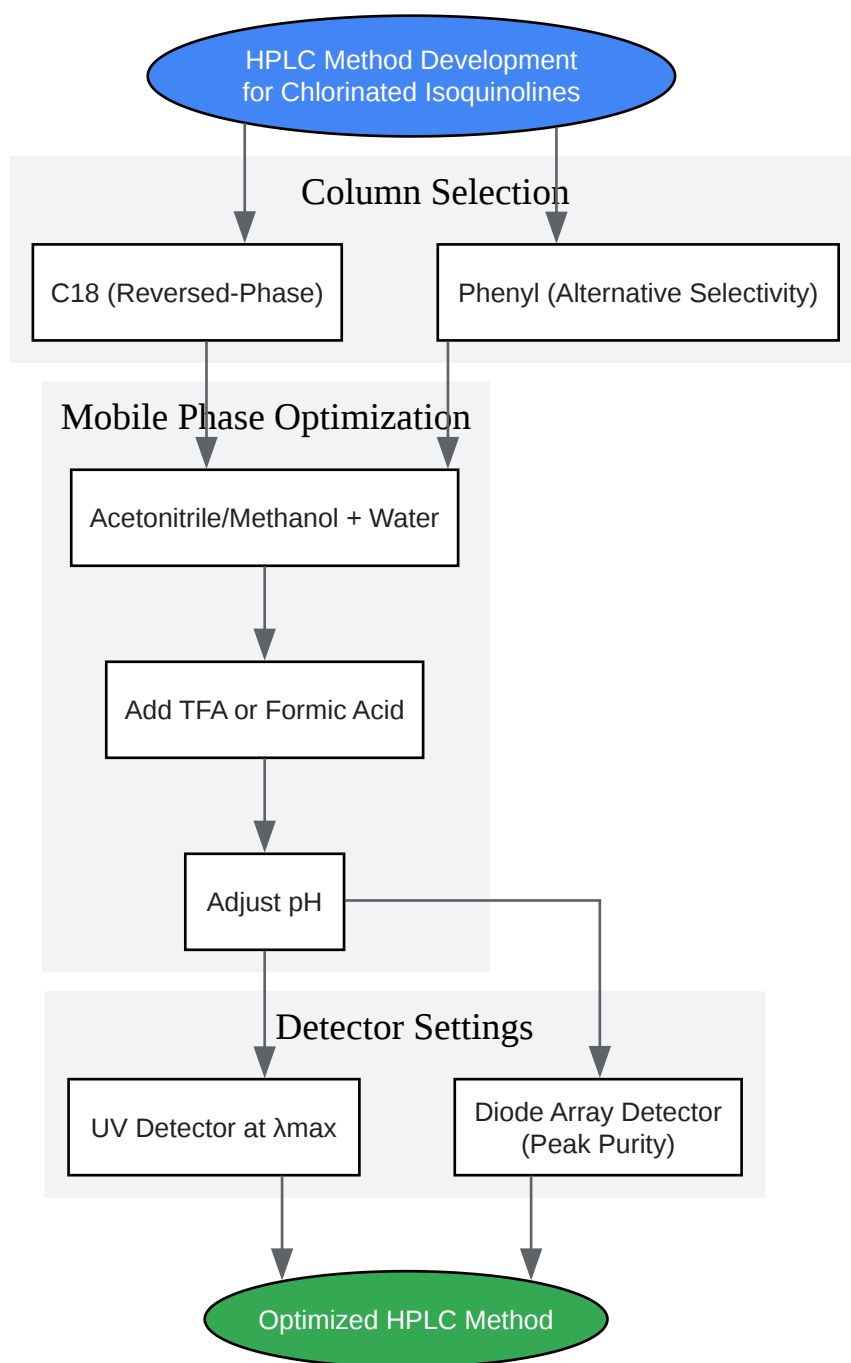 HPLC Method Development
for Chlorinated Isoquinolines
Column Selection
C18 (Reversed-Phase)
Phenyl (Alternative Selectivity)
Mobile Phase Optimization
Acetonitrile/Methanol + Water
Add TFA or Formic Acid
Adjust pH
Detector Settings
UV Detector at λmax
Diode Array Detector
(Peak Purity)
Optimized HPLC Method